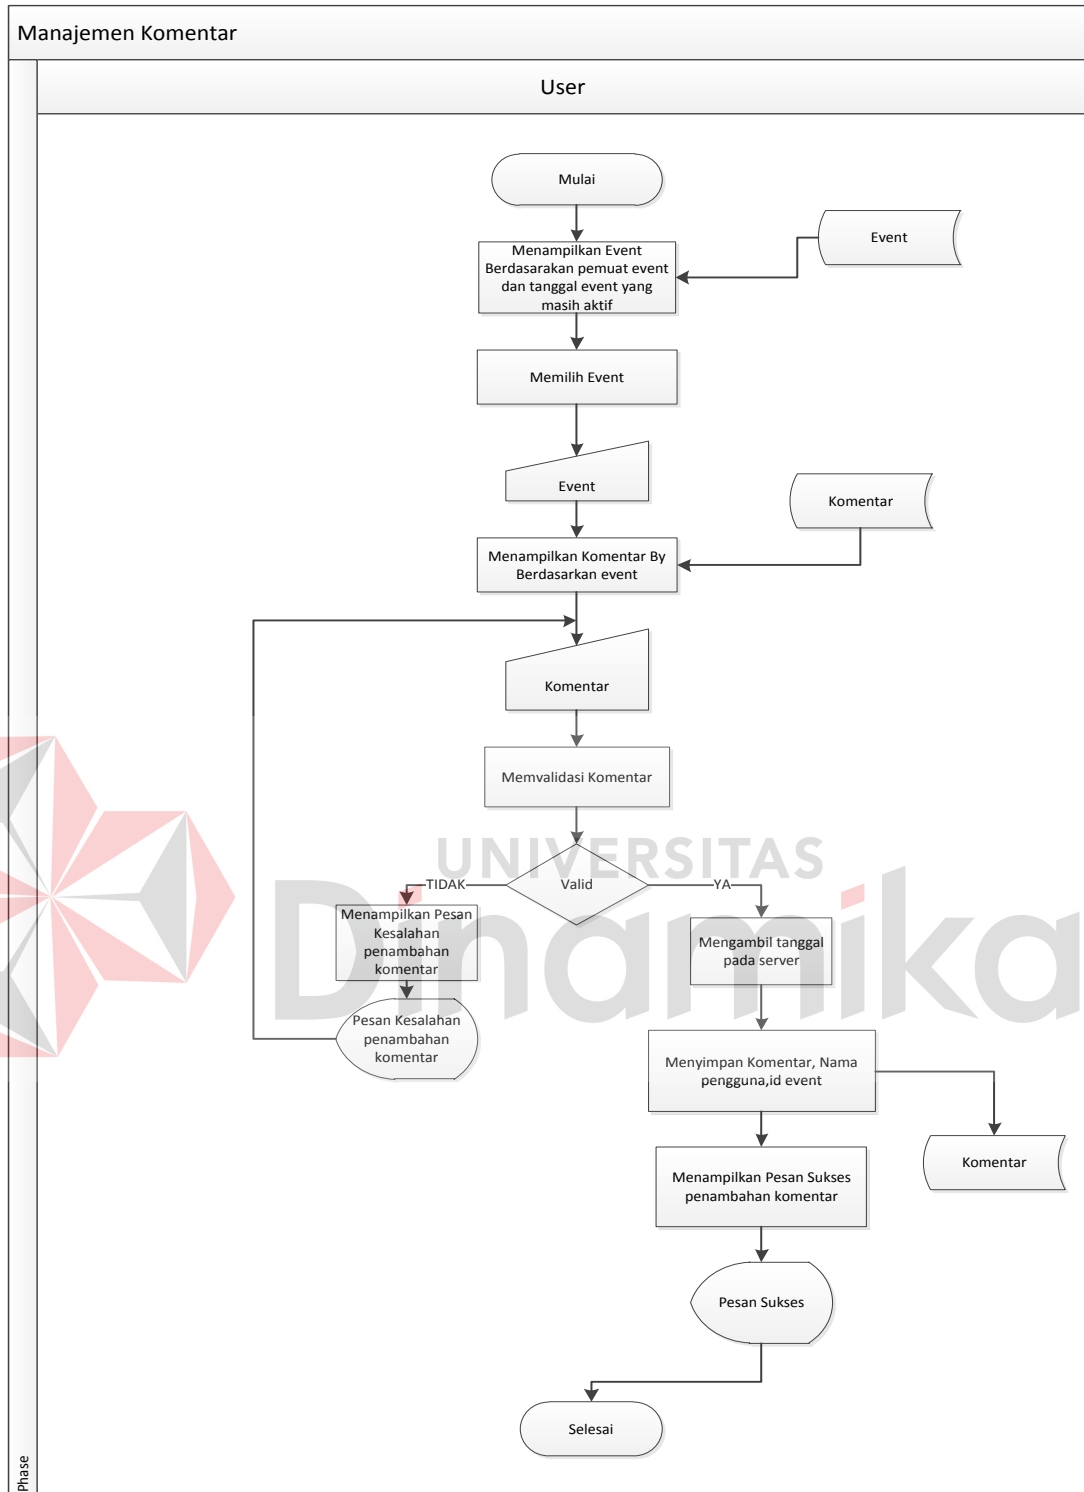 Manajemen Komentar
User
Mulai
Event
Menampilkan Event
Berdasarakan pemuat event
dan tanggal event yang
masih aktif
Memilih Event
Event
Komentar
Menampilkan Komentar By
Berdasarkan event
Komentar
Memvalidasi Komentar
UNIVERSITAS
Dinamika
Valid
TIDAK
YA
Menampilkan Pesan
Kesalahan
penambahan
komentar
Mengambil tanggal
pada server
Pesan Kesalahan
penambahan
komentar
Menyimpan Komentar, Nama
pengguna,id event
Komentar
Menampilkan Pesan Sukses
penambahan komentar
Pesan Sukses
Selesai
Phase